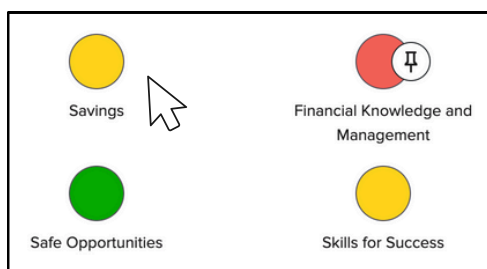 Savings
Financial Knowledge and
Management
Safe Opportunities
Skills for Success